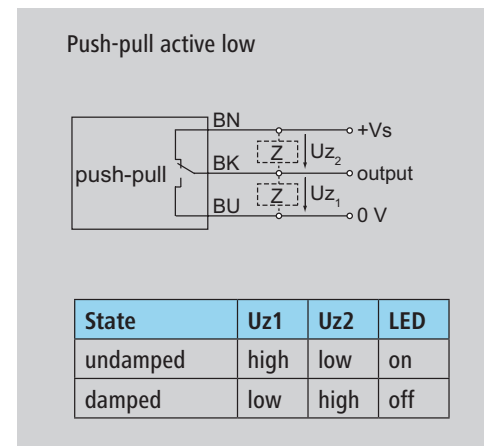 Push-pull active low
BN
+Vs
Z Uz2
push-pull
BK
output
Z Uz1
BU
0 V
State Uz1 Uz2 LED
undamped high low on
damped low high off